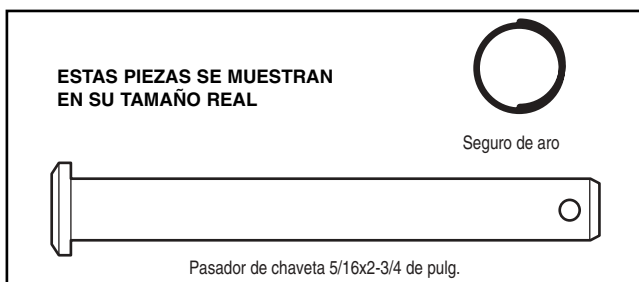 ESTAS PIEZAS SE MUESTRAN
EN SU TAMAÑO REAL
Seguro de aro
Pasador de chaveta 5/16x2-3/4 de pulg.